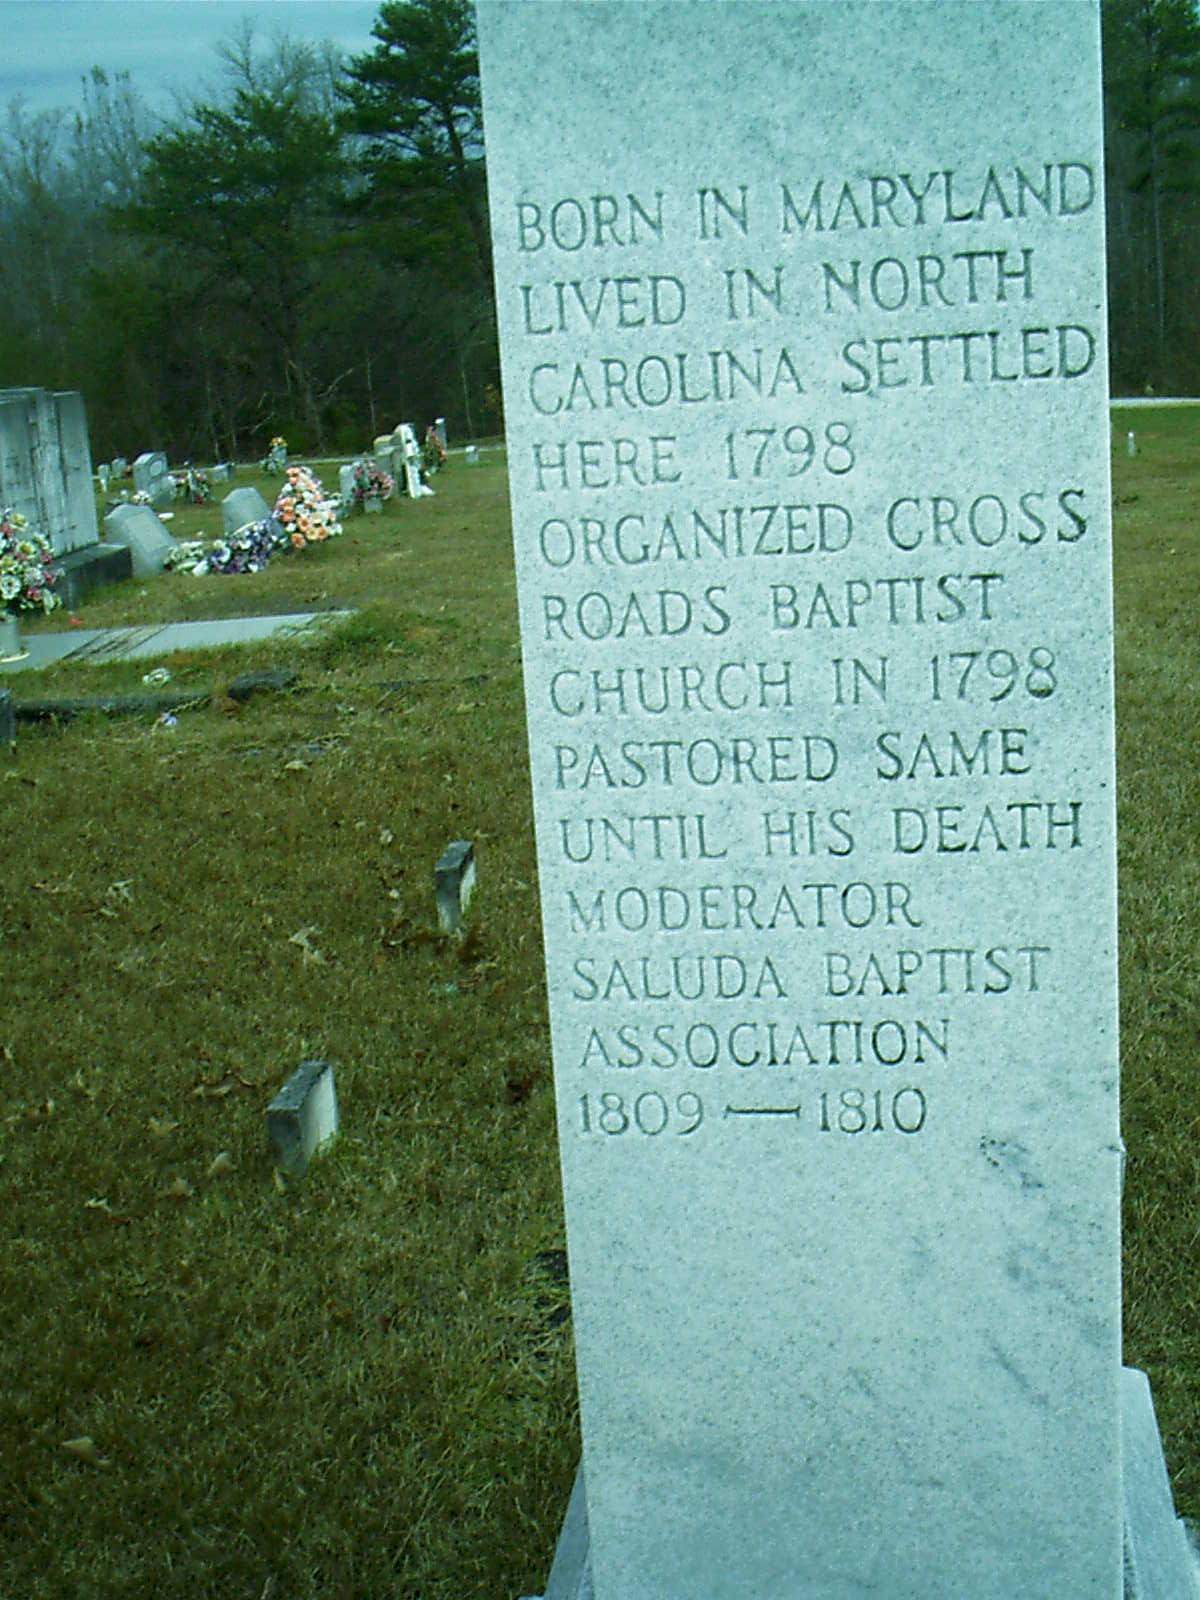 BORN IN MARYLAND
LIVED IN NORTH
CAROLINA SETTLED
HERE 1798
ORGANIZED CROSS
ROADS BAPTIST
CHURCH IN 1798
PASTORED SAME
UNTIL HIS DEATH
MODERATOR
SALUDA BAPTIST
ASSOCIATION
1809 — 1810